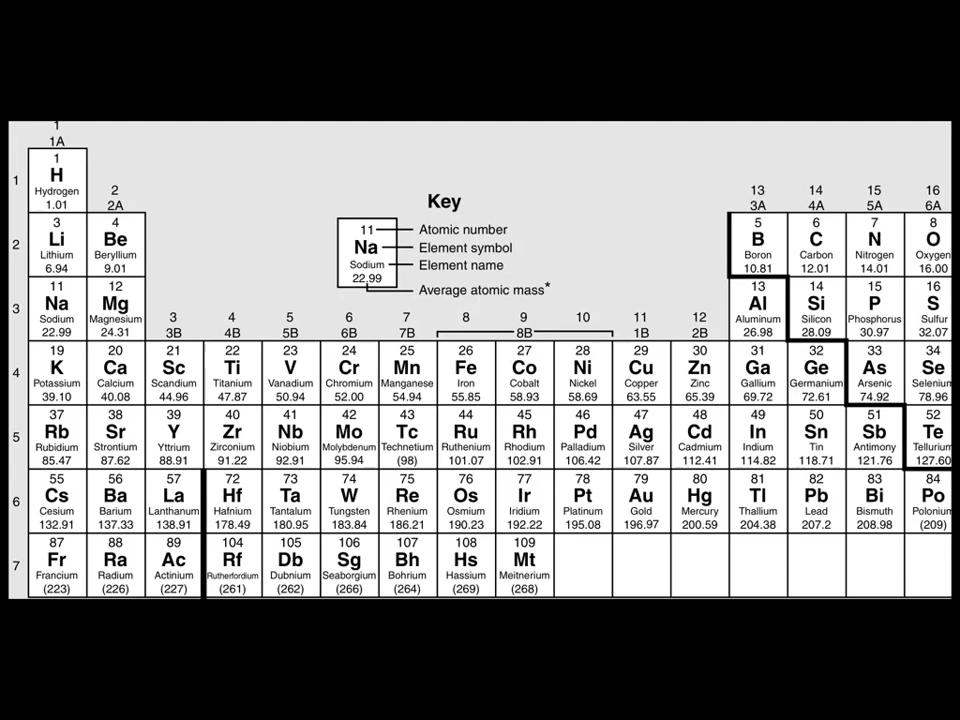 1
1A
1
H
Hydrogen
1.01
1
2
2A
13 14 15 16
3A 4A 5A 6A
Key
11 Atomic number
Na Element symbol
Sodium Element name
22.99
Average atomic mass*
2
3 4 5 6 7 8
Li Be B C N O
Lithium Beryllium Boron Carbon Nitrogen Oxygen
6.94 9.01 10.81 12.01 14.01 16.00
3
11 12 13 14 15 16
Na Mg Al Si P S
Sodium Magnesium Aluminum Silicon Phosphorus Sulfur
22.99 24.31 26.98 28.09 30.97 32.07
3 4 5 6 7 8 9 10 11 12
3B 4B 5B 6B 7B 8B 1B 2B
4
19 20 21 22 23 24 25 26 27 28 29 30 31 32 33 34
K Ca Sc Ti V Cr Mn Fe Co Ni Cu Zn Ga Ge As Se
Potassium Calcium Scandium Titanium Vanadium Chromium Manganese Iron Cobalt Nickel Copper Zinc Gallium Germanium Arsenic Selenium
39.10 40.08 44.96 47.87 50.94 52.00 54.94 55.85 58.93 58.69 63.55 65.39 69.72 72.61 74.92 78.96
5
37 38 39 40 41 42 43 44 45 46 47 48 49 50 51 52
Rb Sr Y Zr Nb Mo Tc Ru Rh Pd Ag Cd In Sn Sb Te
Rubidium Strontium Yttrium Zirconium Niobium Molybdenum Technetium Ruthenium Rhodium Palladium Silver Cadmium Indium Tin Antimony Tellurium
85.47 87.62 88.91 91.22 92.91 95.94 (98) 101.07 102.91 106.42 107.87 112.41 114.82 118.71 121.76 127.60
6
55 56 57 72 73 74 75 76 77 78 79 80 81 82 83 84
Cs Ba La Hf Ta W Re Os Ir Pt Au Hg Tl Pb Bi Po
Cesium Barium Lanthanum Hafnium Tantalum Tungsten Rhenium Osmium Iridium Platinum Gold Mercury Thallium Lead Bismuth Polonium
132.91 137.33 138.91 178.49 180.95 183.84 186.21 190.23 192.22 195.08 196.97 200.59 204.38 207.2 208.98 (209)
7
87 88 89 104 105 106 107 108 109
Fr Ra Ac Rf Db Sg Bh Hs Mt
Francium Radium Actinium Rutherfordium Dubnium Seaborgium Bohrium Hassium Meitnerium
(223) (226) (227) (261) (262) (266) (264) (269) (268)